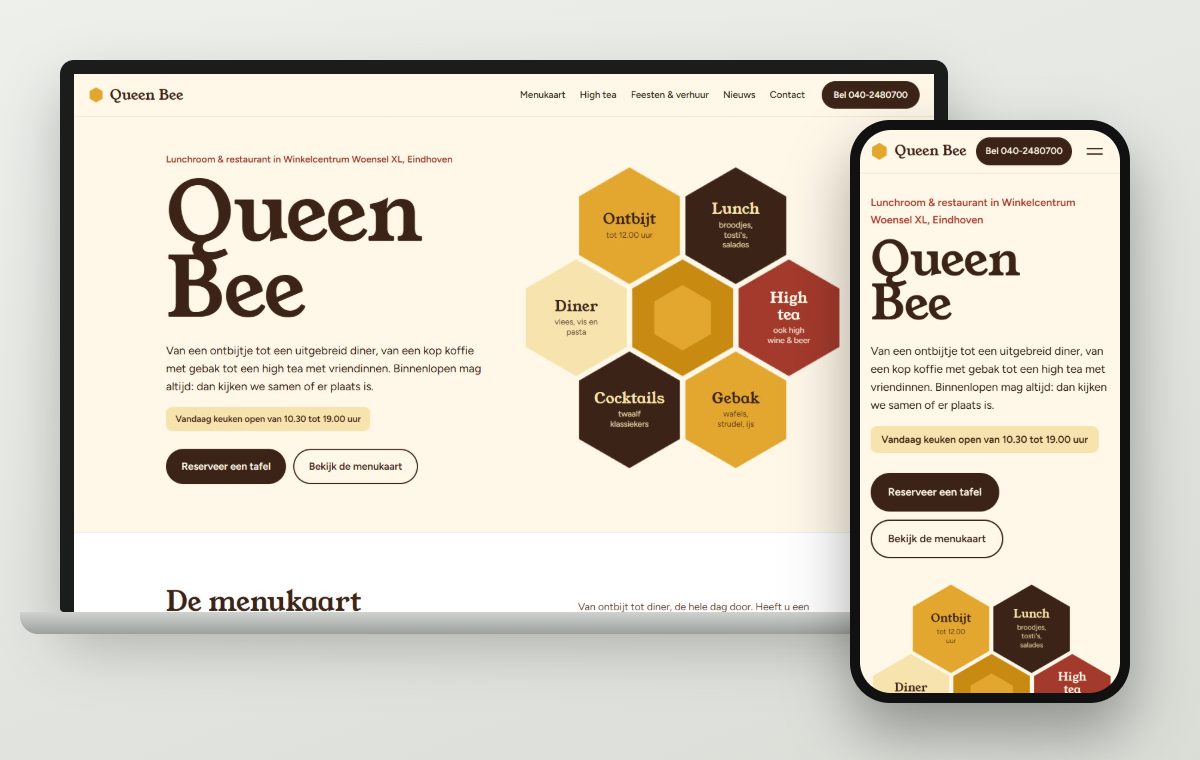 Queen Bee
Menukaart High tea Feesten & verhuur Nieuws Contact Bel 040-2480700
Lunchroom & restaurant in Winkelcentrum Woensel XL, Eindhoven
Queen
Bee
Van een ontbijtje tot een uitgebreid diner, van een kop koffie
met gebak tot een high tea met vriendinnen. Binnenlopen mag
altijd: dan kijken we samen of er plaats is.
Vandaag keuken open van 10.30 tot 19.00 uur
Reserveer een tafel
Bekijk de menukaart
Ontbijt
tot 12.00 uur
Lunch
broodjes,
tosti's,
salades
Diner
vlees, vis en
pasta
High
tea
ook high
wine & beer
Cocktails
twaalf
klassiekers
Gebak
wafels,
strudel, ijs
De menukaart
Van ontbijt tot diner, de hele dag door. Heeft u een
Queen Bee
Bel 040-2480700
Lunchroom & restaurant in Winkelcentrum
Woensel XL, Eindhoven
Queen
Bee
Van een ontbijtje tot een uitgebreid diner, van
een kop koffie met gebak tot een high tea met
vriendinnen. Binnenlopen mag altijd: dan kijken
we samen of er plaats is.
Vandaag keuken open van 10.30 tot 19.00 uur
Reserveer een tafel
Bekijk de menukaart
Ontbijt
tot 12.00
uur
Lunch
broodjes,
tosti's,
salades
Diner
High
tea